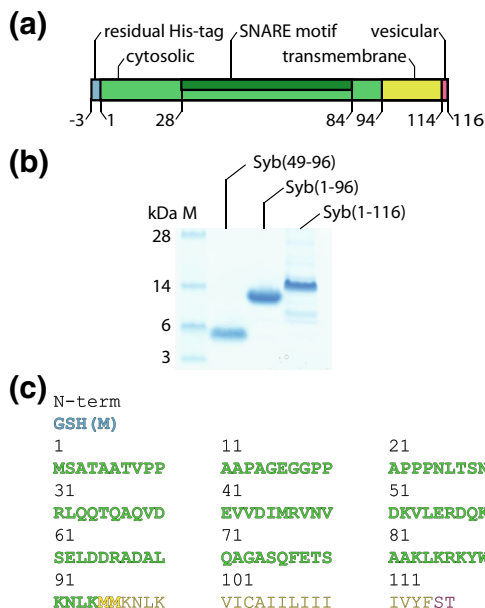 (a)
residual His-tag SNARE motif vesicular
cytosolic transmembrane
-3 1 28 84 94 114 116
(b)
Syb(49-96)
Syb(1-96)
Syb(1-116)
kDa M
28
14
6
3
(c)
N-term
GSH(M)
1 11 21
MSATAATVPP AAPAGEGGPP APPPNLTSN
31 41 51
RLQQTQAQVD EVVDIMRVNV DKVLERDQK
61 71 81
SELDDRADAL QAGASQFETS AAKLKRKYW
91 101 111
KNLKMMKNLK VICAIILIII IVYFST